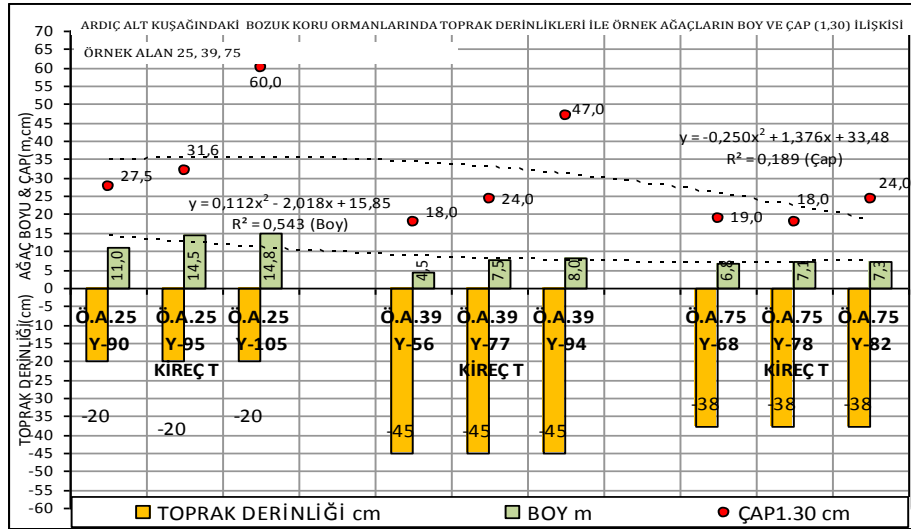 ARDIÇ ALT KUŞAĞINDAKİ BOZUK KORU ORMANLARINDA TOPRAK DERİNLİKLERİ İLE ÖRNEK AĞAÇLARIN BOY VE ÇAP (1,30) İLİŞKİSİ
ÖRNEK ALAN 25, 39, 75
TOPRAK DERİNLİĞİ(cm) AĞAÇ BOYU & ÇAP(m,cm)
70
65
60
55
50
45
40
35
30
25
20
15
10
5
0
-5
-10
-15
-20
-25
-30
-35
-40
-45
-50
-55
-60
27,5 31,6 60,0 18,0 24,0 47,0 19,0 18,0 24,0
y = -0,250x² + 1,376x + 33,48
R² = 0,189 (Çap)
y = 0,112x² - 2,018x + 15,85
R² = 0,543 (Boy)
11,0 14,5 14,8 4,5 7,5 8,0 6,8 7,1 7,3
Ö.A.25 Ö.A.25 Ö.A.25 Ö.A.39 Ö.A.39 Ö.A.39 Ö.A.75 Ö.A.75 Ö.A.75
Y-90 Y-95 Y-105 Y-56 Y-77 Y-94 Y-68 Y-78 Y-82
KİREÇ T KİREÇ T KİREÇ T
-20 -20 -20 -45 -45 -45 -38 -38 -38
TOPRAK DERİNLİĞİ cm BOY m ÇAP1.30 cm